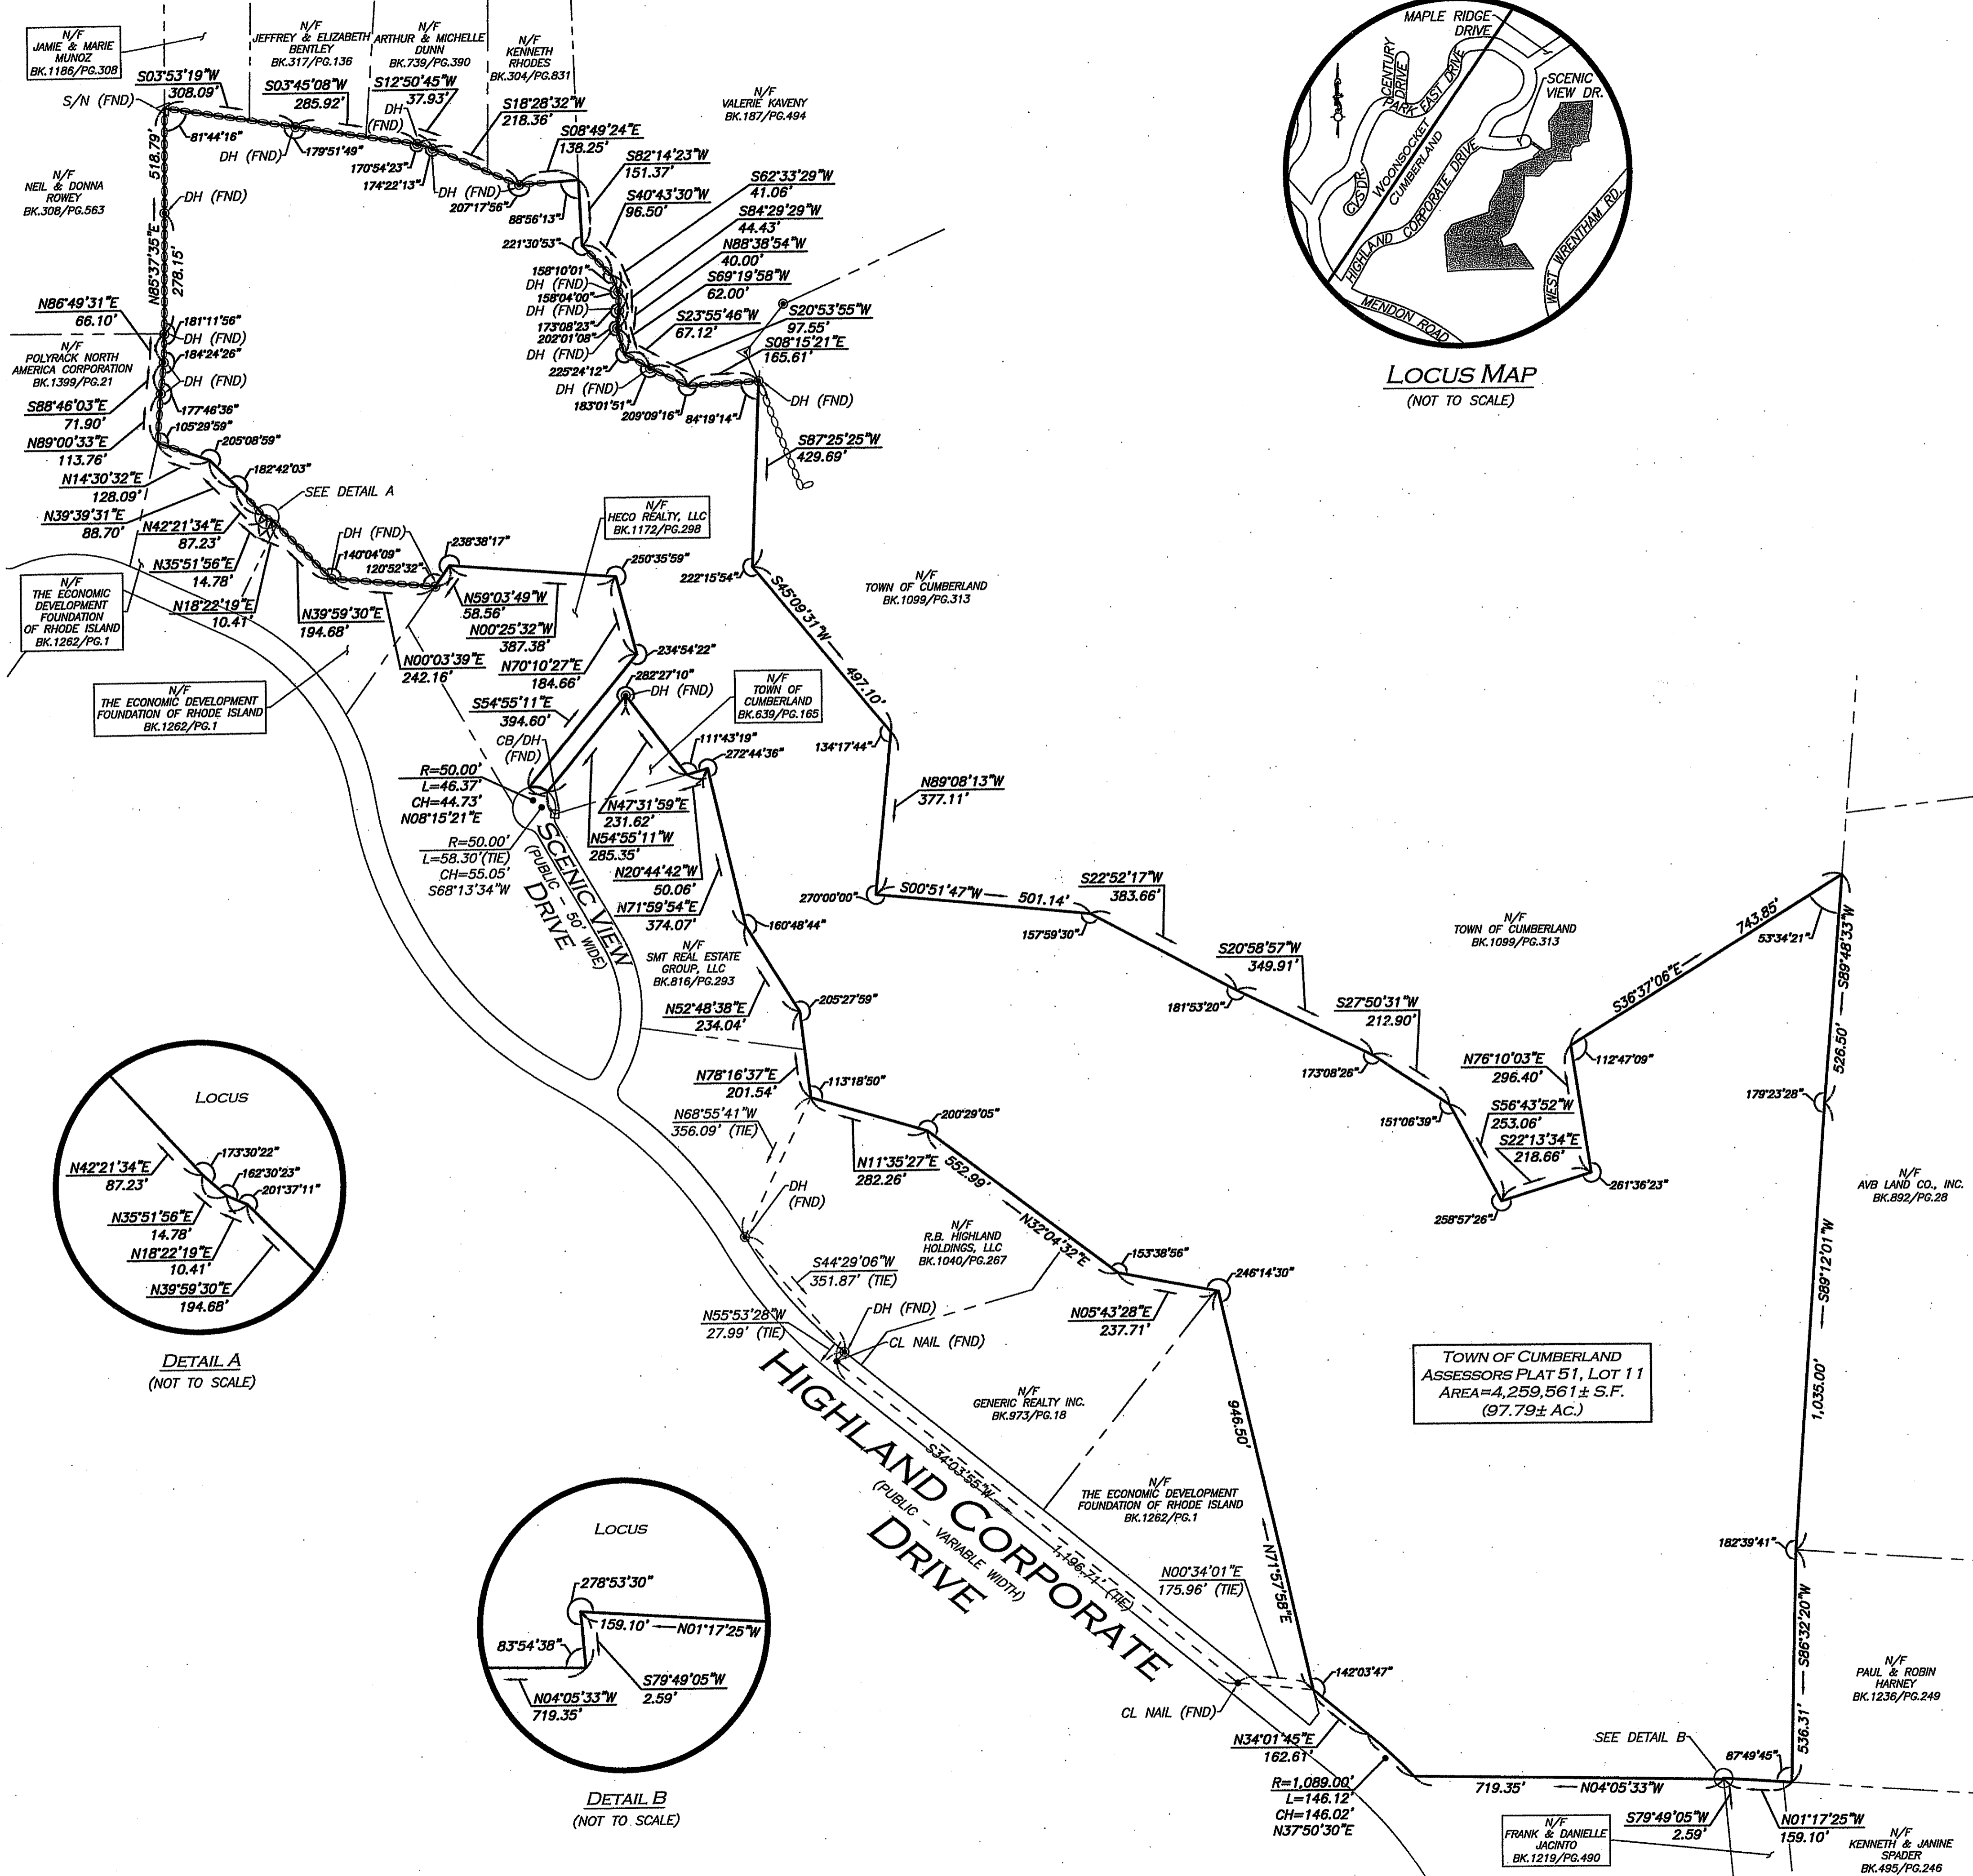 N/F
JAMIE & MARIE
MUNOZ
BK.1186/PG.308
N/F
JEFFREY & ELIZABETH
BENTLEY
BK.317/PG.136
N/F
ARTHUR & MICHELLE
DUNN
BK.739/PG.390
N/F
KENNETH
RHODES
BK.304/PG.831
N/F
VALERIE KAVENY
BK.187/PG.494
S03°53'19"W
308.09'
S/N (FND)
S03°45'08"W
285.92'
S12°50'45"W
37.93'
DH
(FND)
S18°28'32"W
218.36'
S08°49'24"E
138.25'
81°44'16"
DH (FND)
179°51'49"
170°54'23"
174°22'13"
DH (FND)
207°17'56"
88°56'13"
S82°14'23"W
151.37'
S40°43'30"W
96.50'
S62°33'29"W
41.06'
S84°29'29"W
44.43'
N88°38'54"W
40.00'
S69°19'58"W
62.00'
S23°55'46"W
67.12'
S20°53'55"W
97.55'
S08°15'21"E
165.61'
221°30'53"
158°10'01"
DH (FND)
158°04'00"
DH (FND)
173°08'23"
202°01'08"
DH (FND)
225°24'12"
DH (FND)
183°01'51"
209°09'16"
84°19'14"
DH (FND)
S87°25'25"W
429.69'
N/F
NEIL & DONNA
ROWEY
BK.308/PG.563
518.79'
DH (FND)
N85°37'35"E
278.15'
N86°49'31"E
66.10'
181°11'56"
DH (FND)
184°24'26"
DH (FND)
177°46'36"
N/F
POLYRACK NORTH
AMERICA CORPORATION
BK.1399/PG.21
S88°46'03"E
71.90'
N89°00'33"E
113.76'
105°29'59"
205°08'59"
N14°30'32"E
128.09'
182°42'03"
SEE DETAIL A
N39°39'31"E
88.70'
N42°21'34"E
87.23'
N35°51'56"E
14.78'
N18°22'19"E
10.41'
N39°59'30"E
194.68'
DH (FND)
140°04'09"
120°52'32"
238°38'17"
N59°03'49"W
58.56'
N00°25'32"W
387.38'
N00°03'39"E
242.16'
N/F
HECO REALTY, LLC
BK.1172/PG.298
250°35'59"
N70°10'27"E
184.66'
234°54'22"
N/F
THE ECONOMIC
DEVELOPMENT
FOUNDATION
OF RHODE ISLAND
BK.1262/PG.1
N/F
THE ECONOMIC DEVELOPMENT
FOUNDATION OF RHODE ISLAND
BK.1262/PG.1
282°27'10"
DH (FND)
N/F
TOWN OF
CUMBERLAND
BK.639/PG.165
S54°55'11"E
394.60'
CB/DH
(FND)
111°43'19"
272°44'36"
R=50.00'
L=46.37'
CH=44.73'
N08°15'21"E
R=50.00'
L=58.30'(TIE)
CH=55.05'
S68°13'34"W
N47°31'59"E
231.62'
N54°55'11"W
285.35'
N20°44'42"W
50.06'
N71°59'54"E
374.07'
SCENIC VIEW
(PUBLIC - 50' WIDE)
DRIVE
160°48'44"
N/F
SMT REAL ESTATE
GROUP, LLC
BK.816/PG.293
N52°48'38"E
234.04'
205°27'59"
N78°16'37"E
201.54'
113°18'50"
N68°55'41"W
356.09' (TIE)
200°29'05"
N11°35'27"E
282.26'
DH
(FND)
552.99'
N32°04'32"E
N/F
R.B. HIGHLAND
HOLDINGS, LLC
BK.1040/PG.267
153°38'56"
246°14'30"
N05°43'28"E
237.71'
S44°29'06"W
351.87' (TIE)
N55°53'28"W
27.99' (TIE)
DH (FND)
CL NAIL (FND)
N/F
GENERIC REALTY INC.
BK.973/PG.18
HIGHLAND CORPORATE
(PUBLIC - VARIABLE WIDTH)
DRIVE
S34°03'55"W
1,196.71' (TIE)
946.50'
N71°57'58"E
N/F
THE ECONOMIC DEVELOPMENT
FOUNDATION OF RHODE ISLAND
BK.1262/PG.1
N00°34'01"E
175.96' (TIE)
CL NAIL (FND)
142°03'47"
N34°01'45"E
162.61'
R=1,089.00'
L=146.12'
CH=146.02'
N37°50'30"E
719.35'
N04°05'33"W
SEE DETAIL B
87°49'45"
S79°49'05"W
2.59'
N01°17'25"W
159.10'
N/F
FRANK & DANIELLE
JACINTO
BK.1219/PG.490
N/F
KENNETH & JANINE
SPADER
BK.495/PG.246
N/F
PAUL & ROBIN
HARNEY
BK.1236/PG.249
536.31'
S86°32'20"W
182°39'41"
1,035.00'
S89°12'01"W
N/F
AVB LAND CO., INC.
BK.892/PG.28
179°23'28"
526.50'
S89°48'33"W
53°34'21"
743.85'
S36°37'06"E
112°47'09"
N76°10'03"E
296.40'
261°36'23"
258°57'26"
S56°43'52"W
253.06'
S22°13'34"E
218.66'
151°06'39"
S27°50'31"W
212.90'
173°08'26"
S20°58'57"W
349.91'
181°53'20"
S22°52'17"W
383.66'
157°59'30"
S00°51'47"W
501.14'
270°00'00"
N89°08'13"W
377.11'
134°17'44"
S45°09'31"W
497.10'
222°15'54"
N/F
TOWN OF CUMBERLAND
BK.1099/PG.313
N/F
TOWN OF CUMBERLAND
BK.1099/PG.313
TOWN OF CUMBERLAND
ASSESSORS PLAT 51, LOT 11
AREA=4,259,561± S.F.
(97.79± AC.)
MAPLE RIDGE
DRIVE
CENTURY
DRIVE
PARK EAST DRIVE
SCENIC
VIEW DR.
WOONSOCKET
CUMBERLAND
CVS DR.
HIGHLAND CORPORATE DRIVE
LOCUS
WEST WRENTHAM RD.
MENDON ROAD
LOCUS MAP
(NOT TO SCALE)
LOCUS
173°30'22"
162°30'23"
201°37'11"
N42°21'34"E
87.23'
N35°51'56"E
14.78'
N18°22'19"E
10.41'
N39°59'30"E
194.68'
DETAIL A
(NOT TO SCALE)
LOCUS
278°53'30"
159.10'
N01°17'25"W
83°54'38"
S79°49'05"W
2.59'
N04°05'33"W
719.35'
DETAIL B
(NOT TO SCALE)